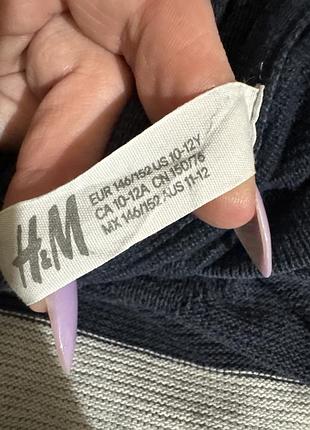 H&M
EUR 146/152 US 10-12Y
CA 10-12A CN 150/76
MX 146/152 AUS 11-12